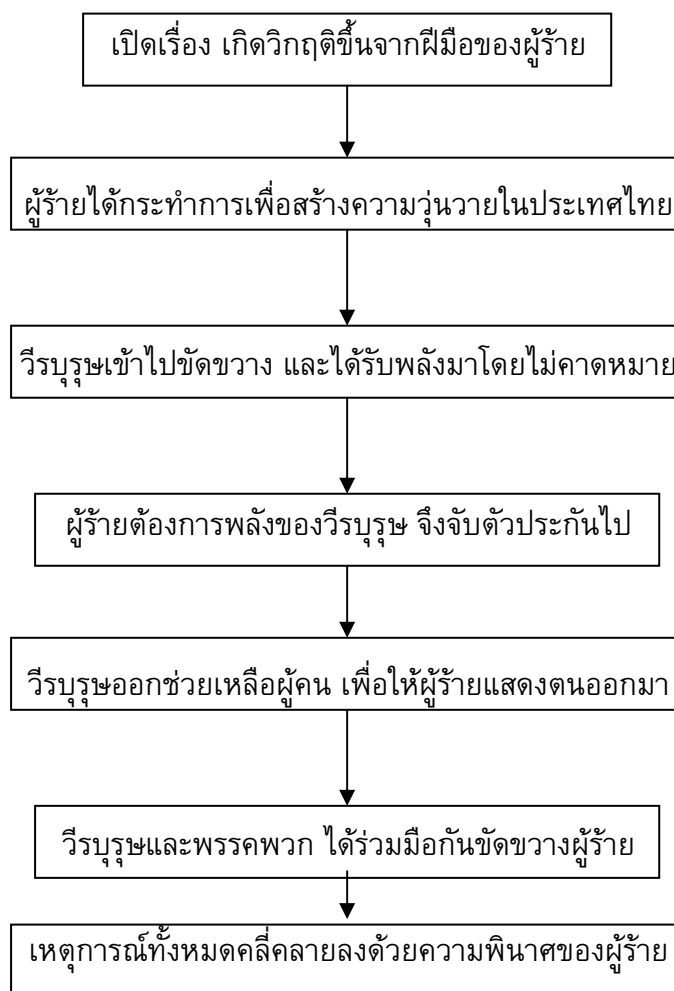 เปิดเรื่อง เกิดวิกฤติขึ้นจากฝีมือของผู้ร้าย
ผู้ร้ายได้กระทำการเพื่อสร้างความวุ่นวายในประเทศไทย
วีรบุรุษเข้าไปขัดขวาง และได้รับพลังมาโดยไม่คาดหมาย
ผู้ร้ายต้องการพลังของวีรบุรุษ จึงจับตัวประกันไป
วีรบุรุษออกช่วยเหลือผู้คน เพื่อให้ผู้ร้ายแสดงตนออกมา
วีรบุรุษและพรรคพวก ได้ร่วมมือกันขัดขวางผู้ร้าย
เหตุการณ์ทั้งหมดคลี่คลายลงด้วยความพินาศของผู้ร้าย